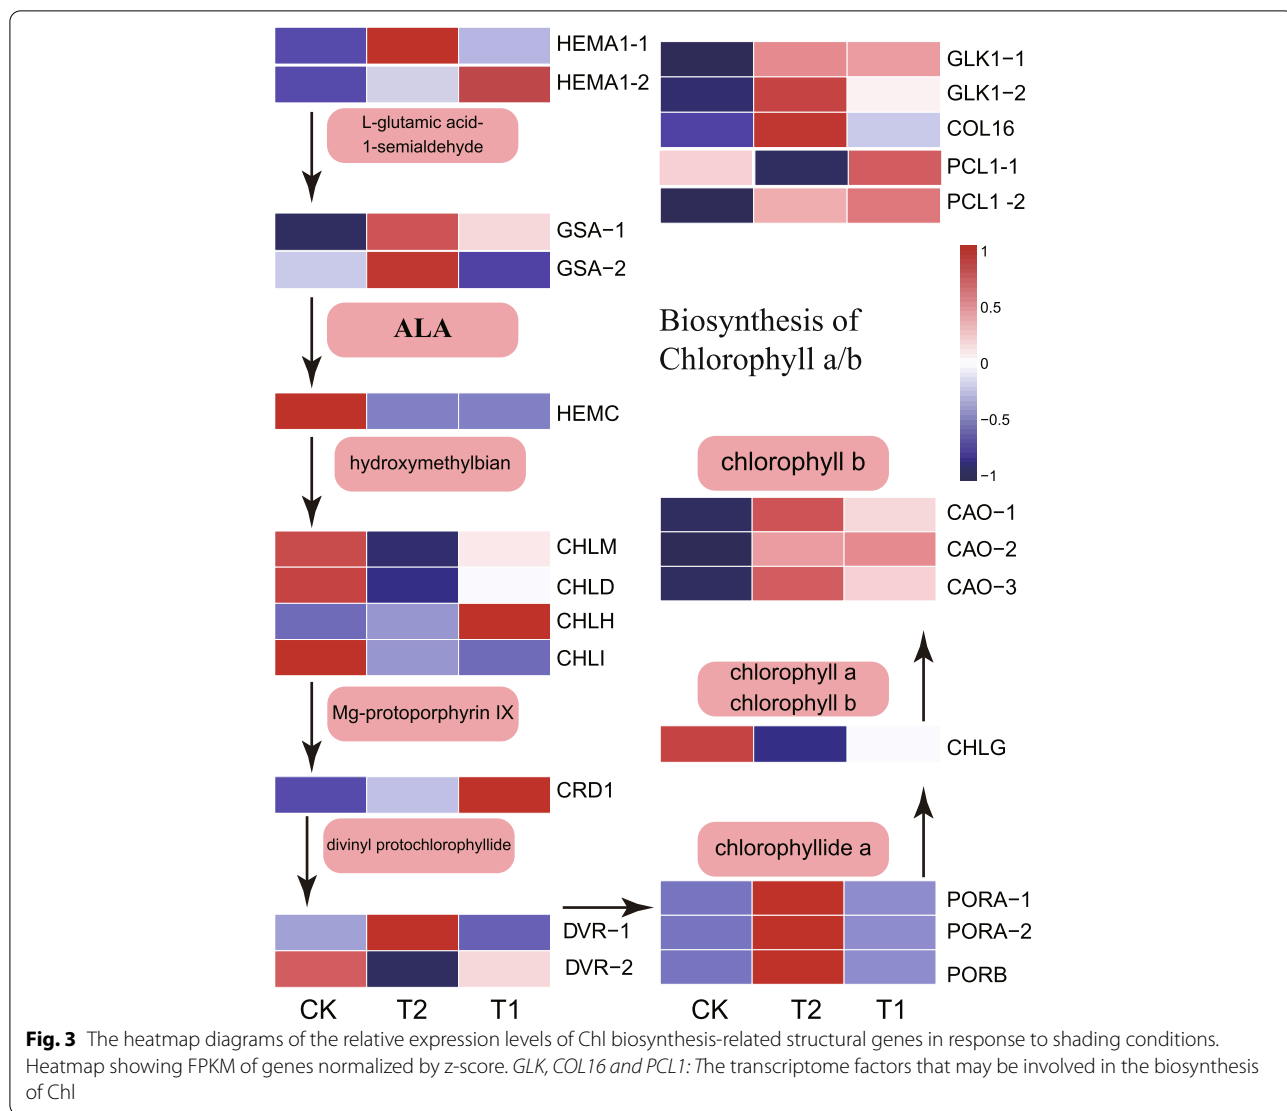 HEMA1-1
HEMA1-2
L-glutamic acid-
1-semialdehyde
GSA−1
GSA−2
ALA
HEMC
hydroxymethylbian
CHLM
CHLD
CHLH
CHLI
Mg-protoporphyrin IX
CRD1
divinyl protochlorophyllide
DVR−1
DVR−2
CK T2 T1
GLK1−1
GLK1−2
COL16
PCL1-1
PCL1 -2
1
0.5
0
−0.5
−1
Biosynthesis of
Chlorophyll a/b
chlorophyll b
CAO−1
CAO−2
CAO−3
chlorophyll a
chlorophyll b
CHLG
chlorophyllide a
PORA−1
PORA−2
PORB
CK T2 T1
Fig. 3 The heatmap diagrams of the relative expression levels of Chl biosynthesis-related structural genes in response to shading conditions.
Heatmap showing FPKM of genes normalized by z-score. GLK, COL16 and PCL1: The transcriptome factors that may be involved in the biosynthesis
of Chl